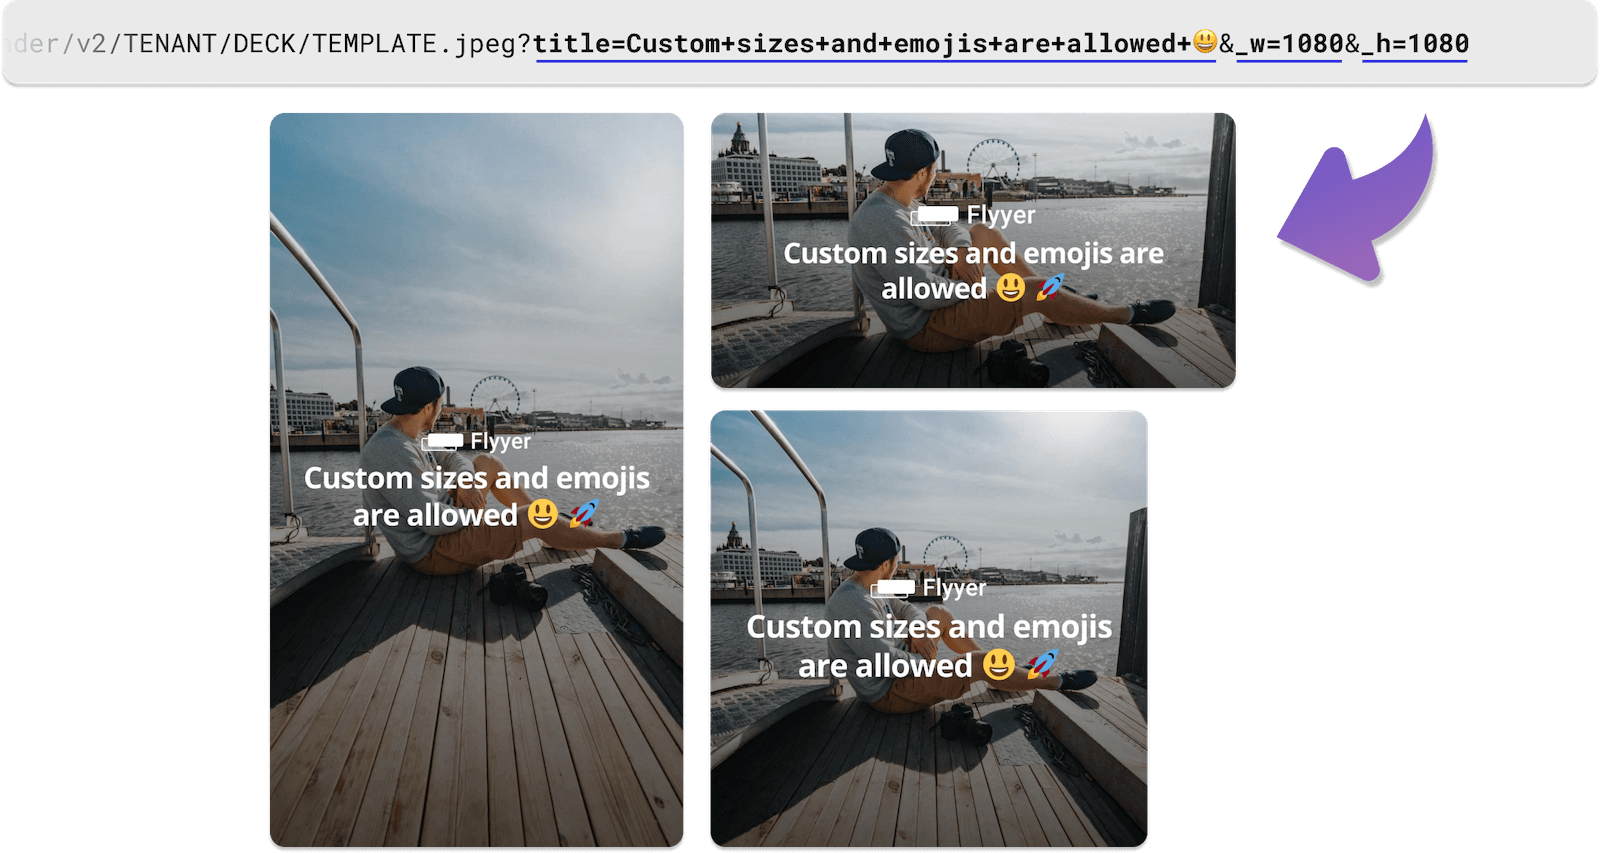 nder/v2/TENANT/DECK/TEMPLATE.jpeg?title=Custom+sizes+and+emojis+are+allowed+😃&_w=1080&_h=1080
Flyyer
Custom sizes and emojis
are allowed 😃 🚀
Flyyer
Custom sizes and emojis are
allowed 😃 🚀
Flyyer
Custom sizes and emojis
are allowed 😃 🚀